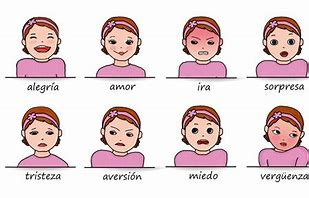 alegría amor ira sorpresa
tristeza aversión miedo vergüenza